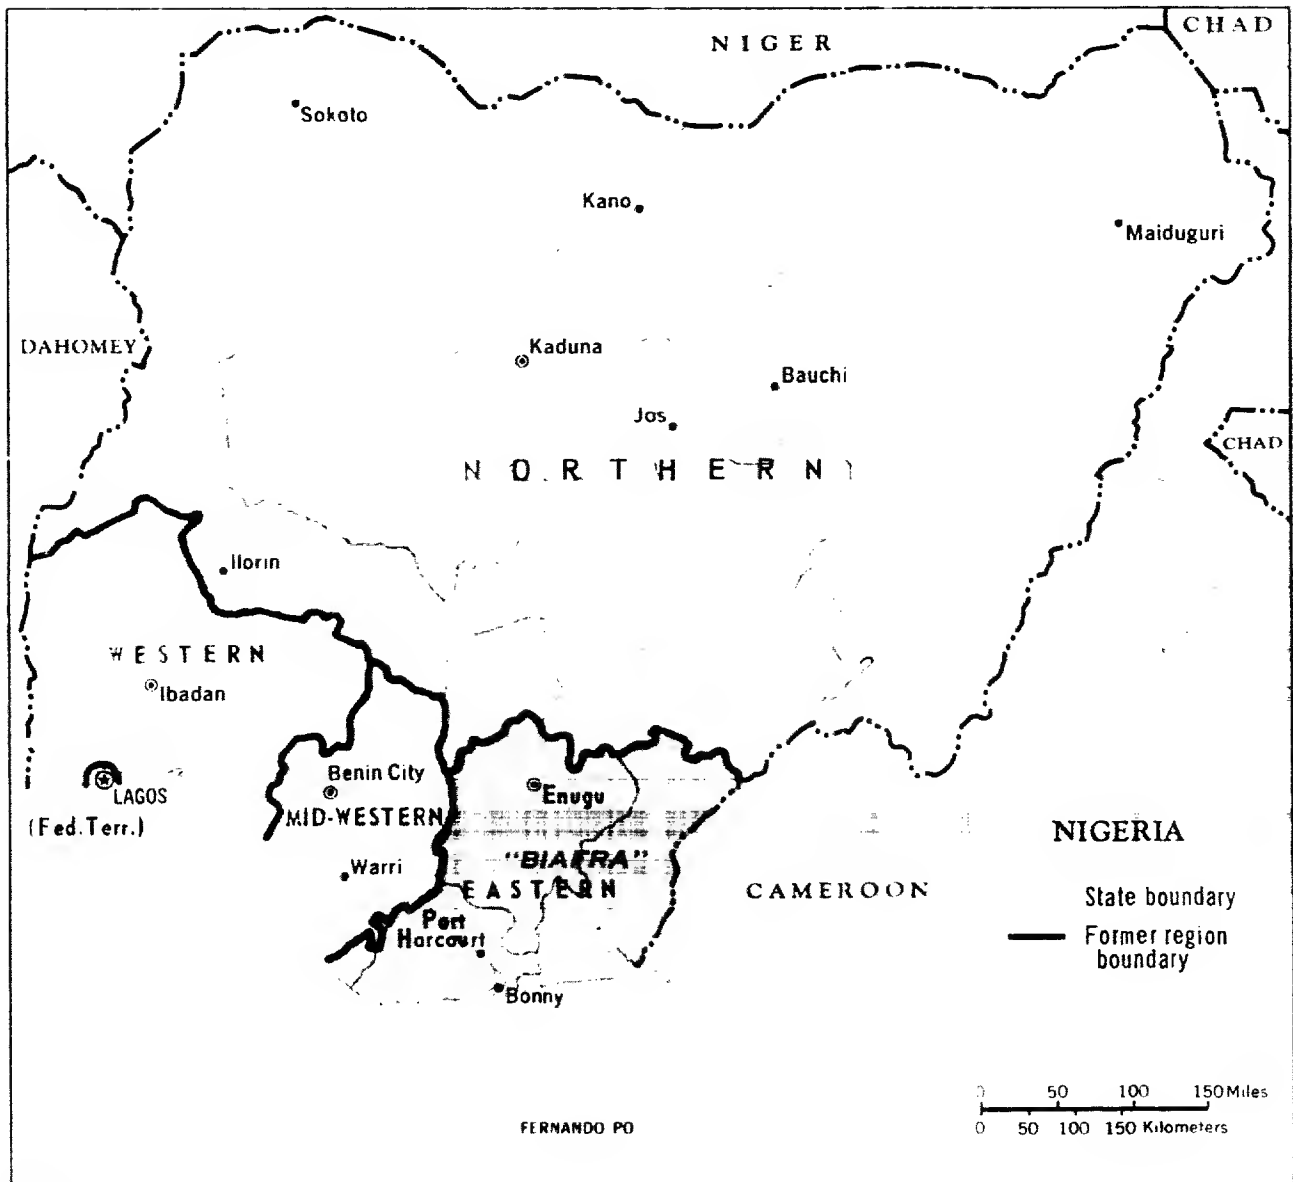 NIGER
CHAD
Sokoto
Kano
Maiduguri
DAHOMEY
Kaduna
Bauchi
Jos
CHAD
NORTHERN
Ilorin
WESTERN
Ibadan
LAGOS
(Fed.Terr.)
Benin City
MID-WESTERN
Enugu
Warri
"BIAFRA"
EASTERN
Port
Harcourt
Bonny
CAMEROON
NIGERIA
State boundary
Former region
boundary
0 50 100 150 Miles
0 50 100 150 Kilometers
FERNANDO PO